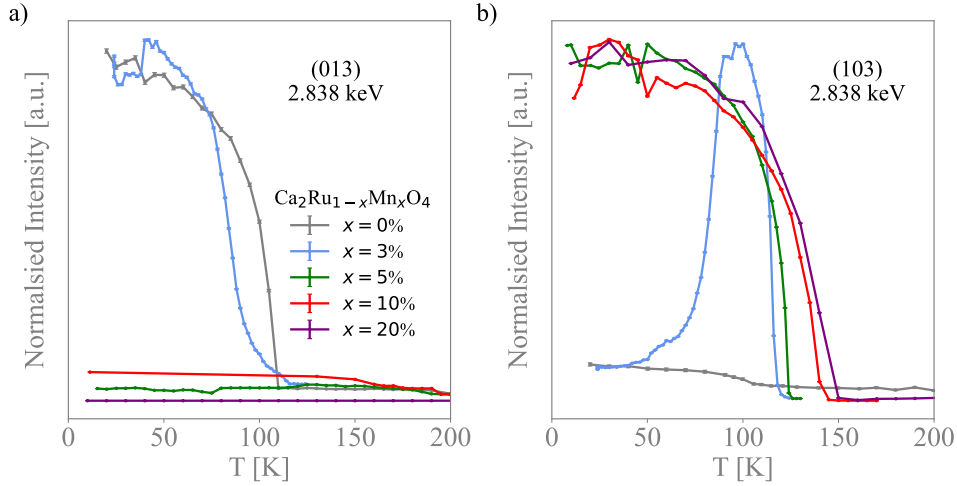 a)
(013)
2.838 keV
Normalsied Intensity [a.u.]
Ca₂Ru₁₋ₓMnₓO₄
x = 0%
x = 3%
x = 5%
x = 10%
x = 20%
0 50 100 150 200
T [K]
b)
(103)
2.838 keV
Normalsied Intensity [a.u.]
0 50 100 150 200
T [K]